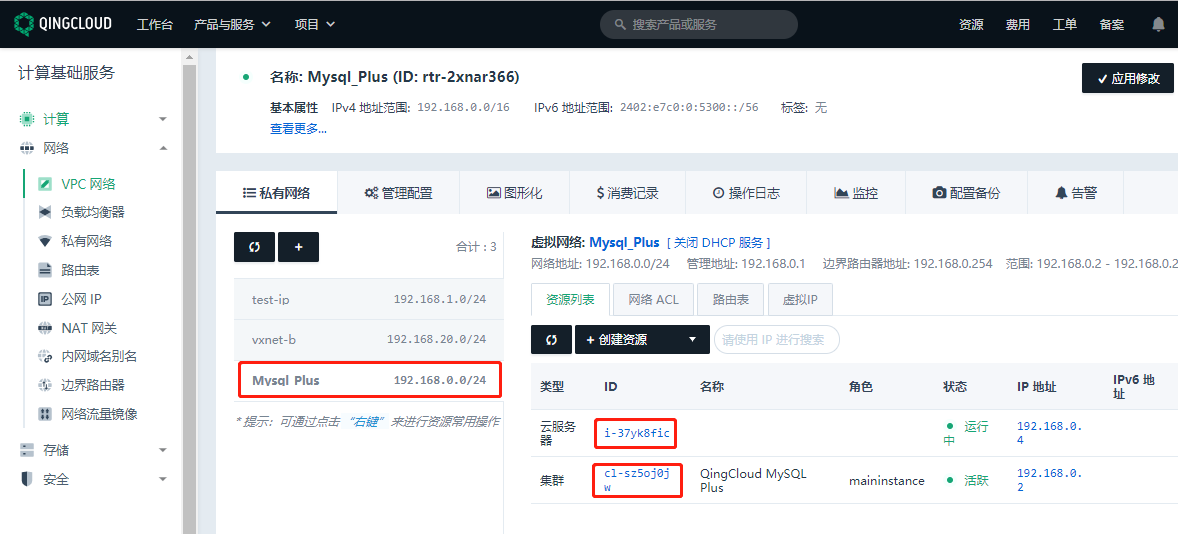 QINGCLOUD 工作台 产品与服务 项目 搜索产品或服务 资源 费用 工单 备案
计算基础服务
计算
网络
VPC 网络
负载均衡器
私有网络
路由表
公网 IP
NAT 网关
内网域名别名
边界路由器
网络流量镜像
存储
安全
名称: Mysql_Plus (ID: rtr-2xnar366)
应用修改
基本属性 IPv4 地址范围: 192.168.0.0/16 IPv6 地址范围: 2402:e7c0:0:5300::/56 标签: 无
查看更多...
私有网络 管理配置 图形化 $ 消费记录 操作日志 监控 配置备份 告警
+ 合计 : 3
test-ip 192.168.1.0/24
vxnet-b 192.168.20.0/24
Mysql_Plus 192.168.0.0/24
* 提示：可通过点击 “右键” 来进行资源常用操作
虚拟网络: Mysql_Plus [ 关闭 DHCP 服务 ]
网络地址: 192.168.0.0/24 管理地址: 192.168.0.1 边界路由器地址: 192.168.0.254 范围: 192.168.0.2 - 192.168.0.2
资源列表 网络 ACL 路由表 虚拟IP
+ 创建资源 请使用 IP 进行搜索
类型 ID 名称 角色 状态 IP 地址 IPv6 地
址
云服务 i-37yk8fic 运行 192.168.0.
器 中 4
集群 cl-sz5oj0j QingCloud MySQL maininstance 活跃 192.168.0.
w Plus 2